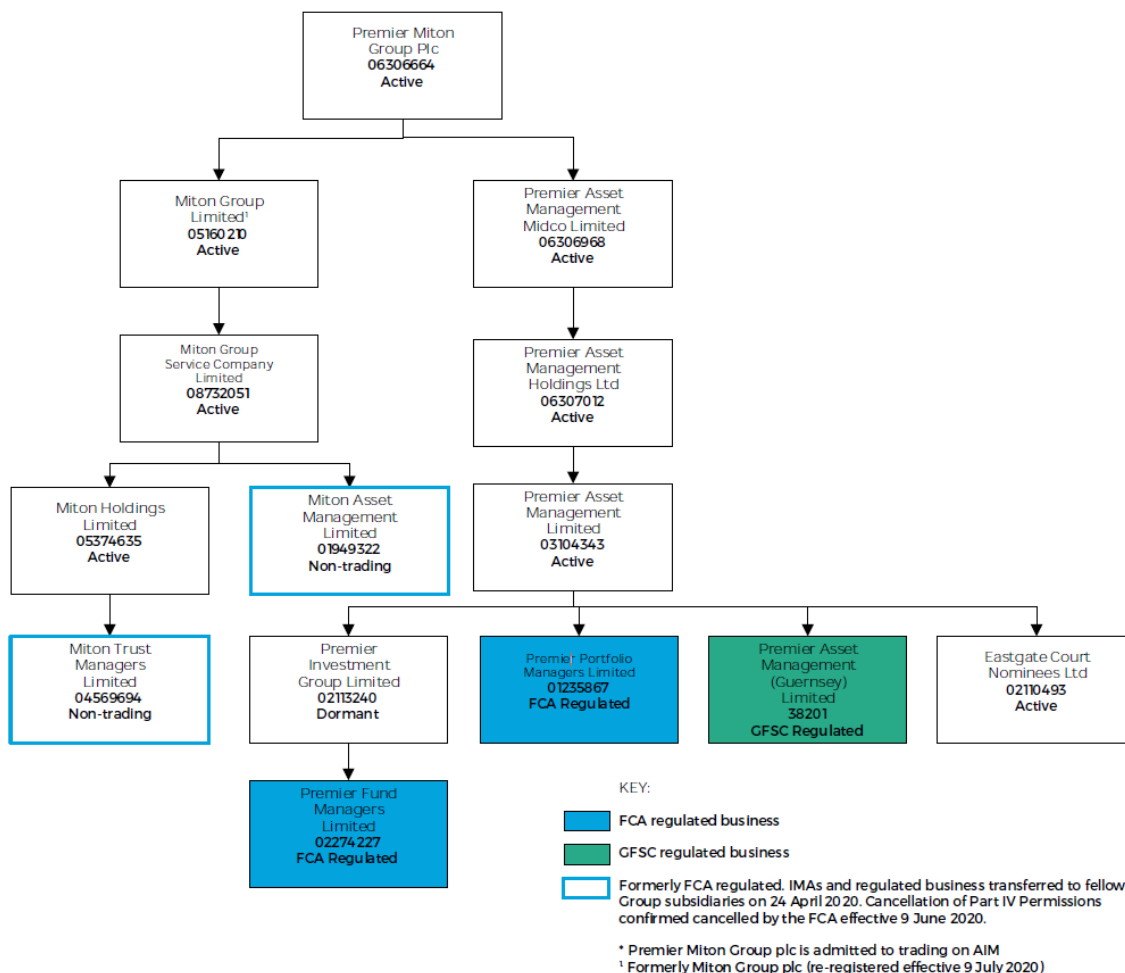 Premier Miton
Group Plc
06306664
Active
Miton Group
Limited¹
05160210
Active
Premier Asset
Management
Midco Limited
06306968
Active
Miton Group
Service Company
Limited
08732051
Active
Premier Asset
Management
Holdings Ltd
06307012
Active
Miton Holdings
Limited
05374635
Active
Miton Asset
Management
Limited
01949322
Non-trading
Premier Asset
Management
Limited
03104343
Active
Miton Trust
Managers
Limited
04569694
Non-trading
Premier
Investment
Group Limited
02113240
Dormant
Premier Portfolio
Managers Limited
01235867
FCA Regulated
Premier Asset
Management
(Guernsey)
Limited
38201
GFSC Regulated
Eastgate Court
Nominees Ltd
02110493
Active
Premier Fund
Managers
Limited
02274227
FCA Regulated
KEY:
FCA regulated business
GFSC regulated business
Formerly FCA regulated. IMAs and regulated business transferred to fellow
Group subsidiaries on 24 April 2020. Cancellation of Part IV Permissions
confirmed cancelled by the FCA effective 9 June 2020.
* Premier Miton Group plc is admitted to trading on AIM
¹ Formerly Miton Group plc (re-registered effective 9 July 2020)